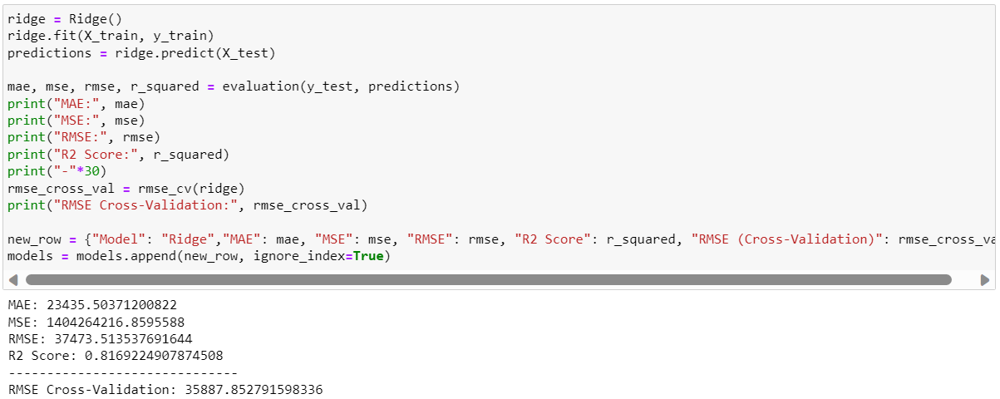 ridge = Ridge()
ridge.fit(X_train, y_train)
predictions = ridge.predict(X_test)
mae, mse, rmse, r_squared = evaluation(y_test, predictions)
print("MAE:", mae)
print("MSE:", mse)
print("RMSE:", rmse)
print("R2 Score:", r_squared)
print("-"*30)
rmse_cross_val = rmse_cv(ridge)
print("RMSE Cross-Validation:", rmse_cross_val)
new_row = {"Model": "Ridge","MAE": mae, "MSE": mse, "RMSE": rmse, "R2 Score": r_squared, "RMSE (Cross-Validation)": rmse_cross_va
models = models.append(new_row, ignore_index=True)
MAE: 23435.50371200822
MSE: 1404264216.8595588
RMSE: 37473.513537691644
R2 Score: 0.8169224907874508
------------------------------
RMSE Cross-Validation: 35887.852791598336